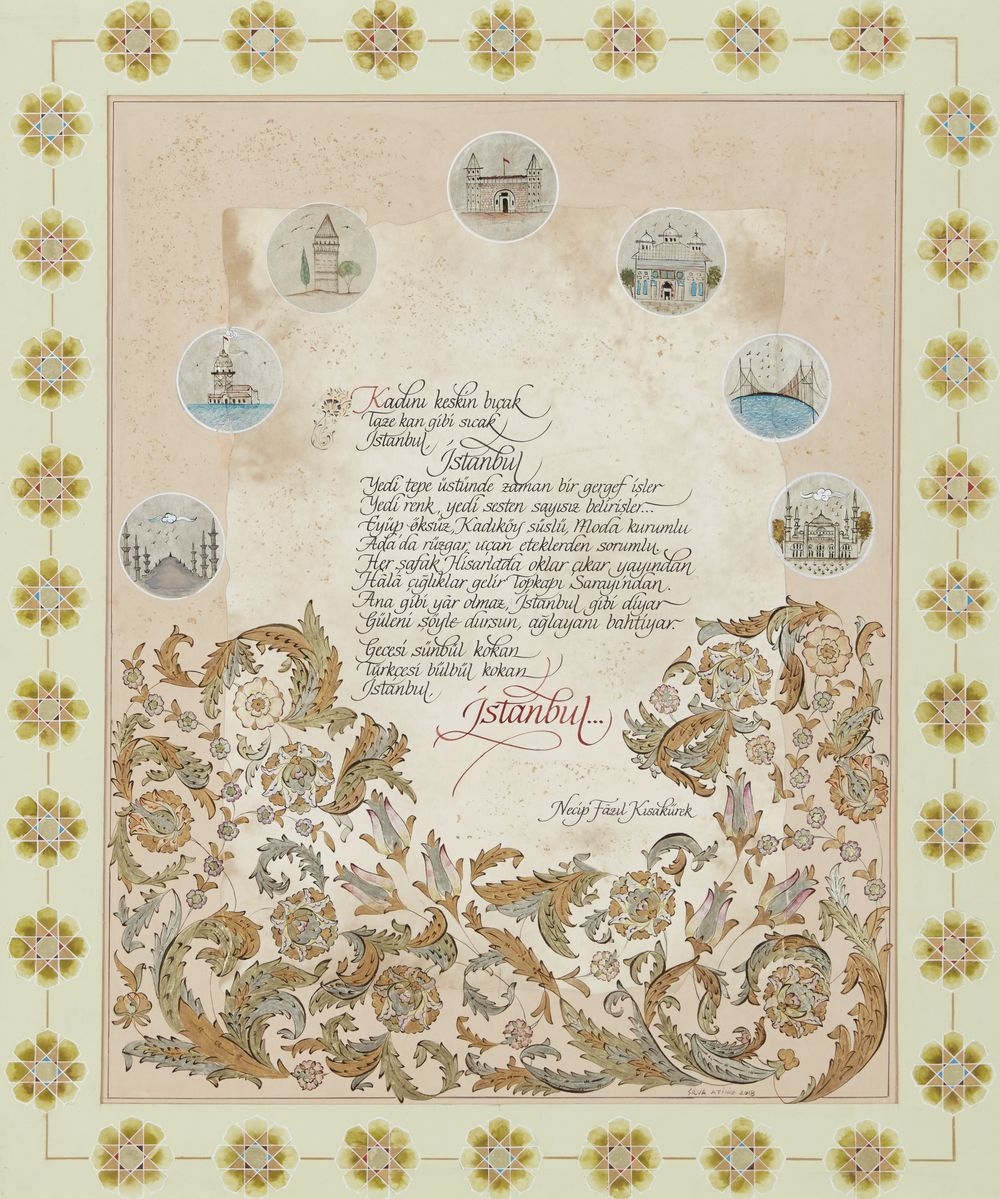 Kadını keskin bıçak
Taze kan gibi sıcak
İstanbul,
İstanbul
Yedi tepe üstünde zaman bir gergef işler
Yedi renk, yedi sesten sayısız belirişler...
Eyüp öksüz, Kadıköy süslü, Moda kurumlu
Ada'da rüzgar, uçan eteklerden sorumlu.
Her şafak Hisarlarda oklar çıkar yayından
Hâlâ çığlıklar gelir Topkapı Sarayından.
Ana gibi yâr olmaz, İstanbul gibi diyar
Güleni şöyle dursun, ağlayanı bahtiyar.
Gecesi sünbül kokan
Türkçesi bülbül kokan
İstanbul,
İstanbul...
Necip Fâzıl Kısakürek
SILVA 2018